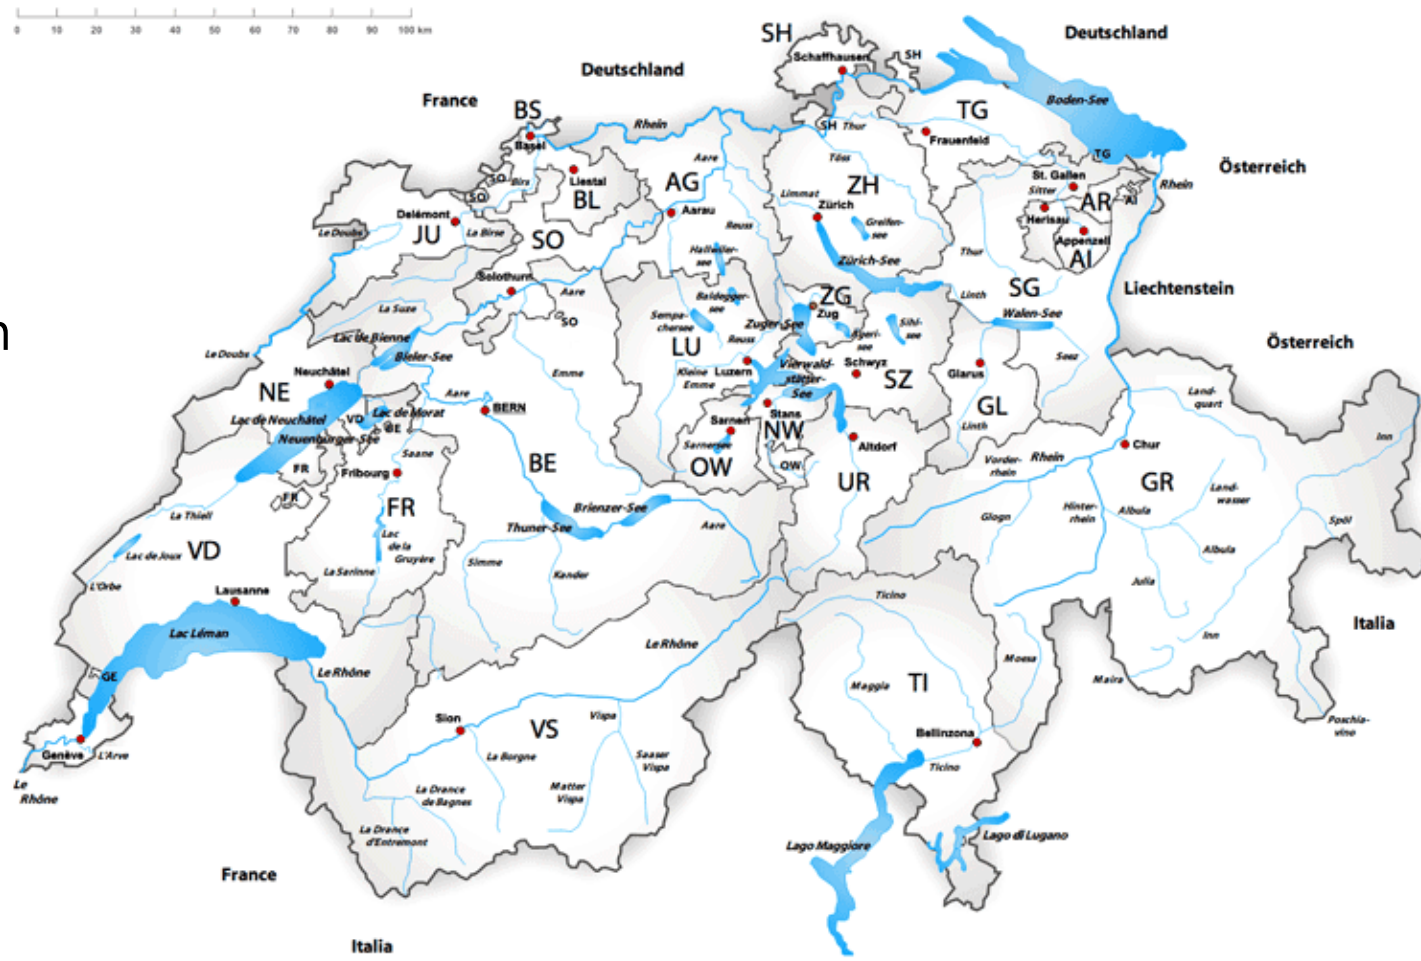 0 10 20 30 40 50 60 70 80 90 100 km
SH
Deutschland
Schaffhausen
SH
Deutschland
France
BS
Boden-See
TG
Rhein
SH
Thur
Basel
Frauenfeld
Aare
Töss
TG
Österreich
SO
Birs
Liestal
BL
AG
ZH
St. Gallen
Rhein
SO
Limmat
Sitter
AR
AI
Delémont
Aarau
Zürich
Greifen-
see
Herisau
Appenzell
Le Doubs
JU
La Birse
SO
Reuss
AI
Hallwiler-
see
Zürich-See
Thur
Solothurn
Aare
Baldegger-
see
ZG
Zug
Linth
SG
Liechtenstein
La Suze
SO
Sempa-
chersee
Zuger-See
Ägeri-
see
Sihl-
see
Walen-See
Lac de Bienne
Bieler-See
Reuss
Österreich
n
Le Doubs
LU
Luzern
Vierwald-
stätter-
See
Schwyz
SZ
Glarus
Seez
Neuchâtel
Emme
Kleine
Emme
NE
Aare
BERN
Stans
GL
Land-
quart
Lac de Neuchâtel
VD
Lac de Morat
BE
Sarnen
NW
Linth
Inn
Neuenburger-See
Sarnersee
Altdorf
Chur
Saane
FR
Fribourg
BE
OW
OW
UR
Vorder-
rhein
Rhein
GR
FR
FR
Land-
wasser
La Thiell
Brienzer-See
Glogn
Hinter-
rhein
Albula
Thuner-See
Aare
Spöl
Lac
de la
Gruyère
VD
Lac de Joux
Albula
La Sarinne
Simme
Kander
Julia
L'Orbe
Lausanne
Ticino
Lac Léman
Italia
Le Rhône
Inn
Le Rhône
Moesa
GE
Maira
Maggia
TI
Sion
Vispa
VS
Bellinzona
Poschia-
vino
Genève
L'Arve
La Borgne
Saaser
Vispa
Ticino
Le
Rhône
La Drance
de Bagnes
Matter
Vispa
La Drance
d'Entremont
Lago di Lugano
Lago Maggiore
France
Italia